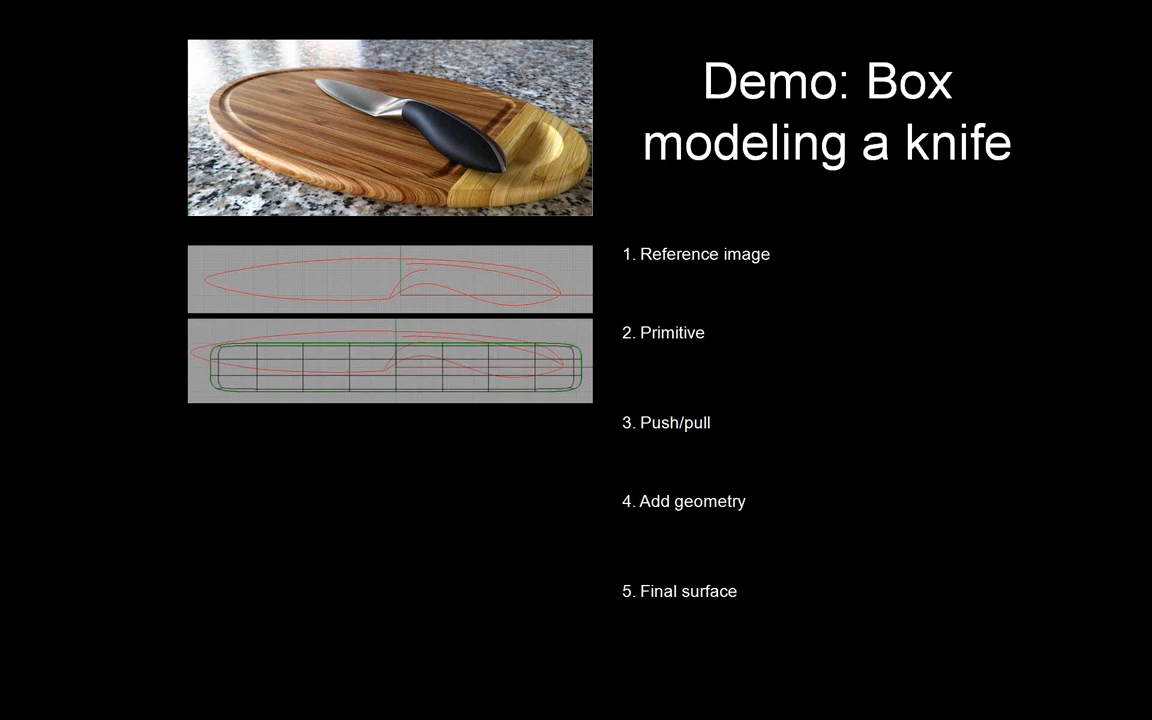 Demo: Box
modeling a knife
1. Reference image
2. Primitive
3. Push/pull
4. Add geometry
5. Final surface